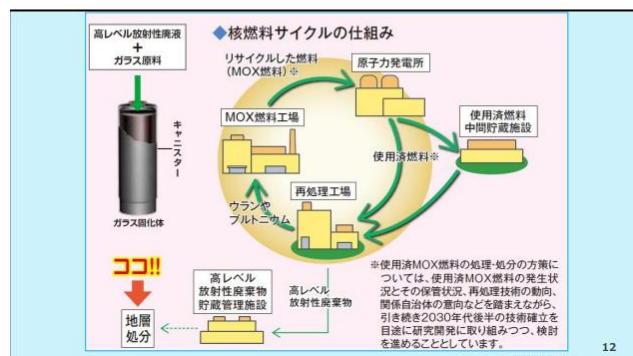 高レベル放射性廃液
＋
ガラス原料
キャニスター
ガラス固化体
◆核燃料サイクルの仕組み
リサイクルした燃料
(MOX燃料)※
原子力発電所
MOX燃料工場
使用済燃料
中間貯蔵施設
使用済燃料※
再処理工場
ウランや
プルトニウム
ココ!!
地層
処分
高レベル
放射性廃棄物
貯蔵管理施設
高レベル
放射性廃棄物
※使用済MOX燃料の処理・処分の方策に
ついては、使用済MOX燃料の発生状
況とその保管状況、再処理技術の動向、
関係自治体の意向などを踏まえながら、
引き続き2030年代後半の技術確立を
目途に研究開発に取り組みつつ、検討
を進めることとしています。
12